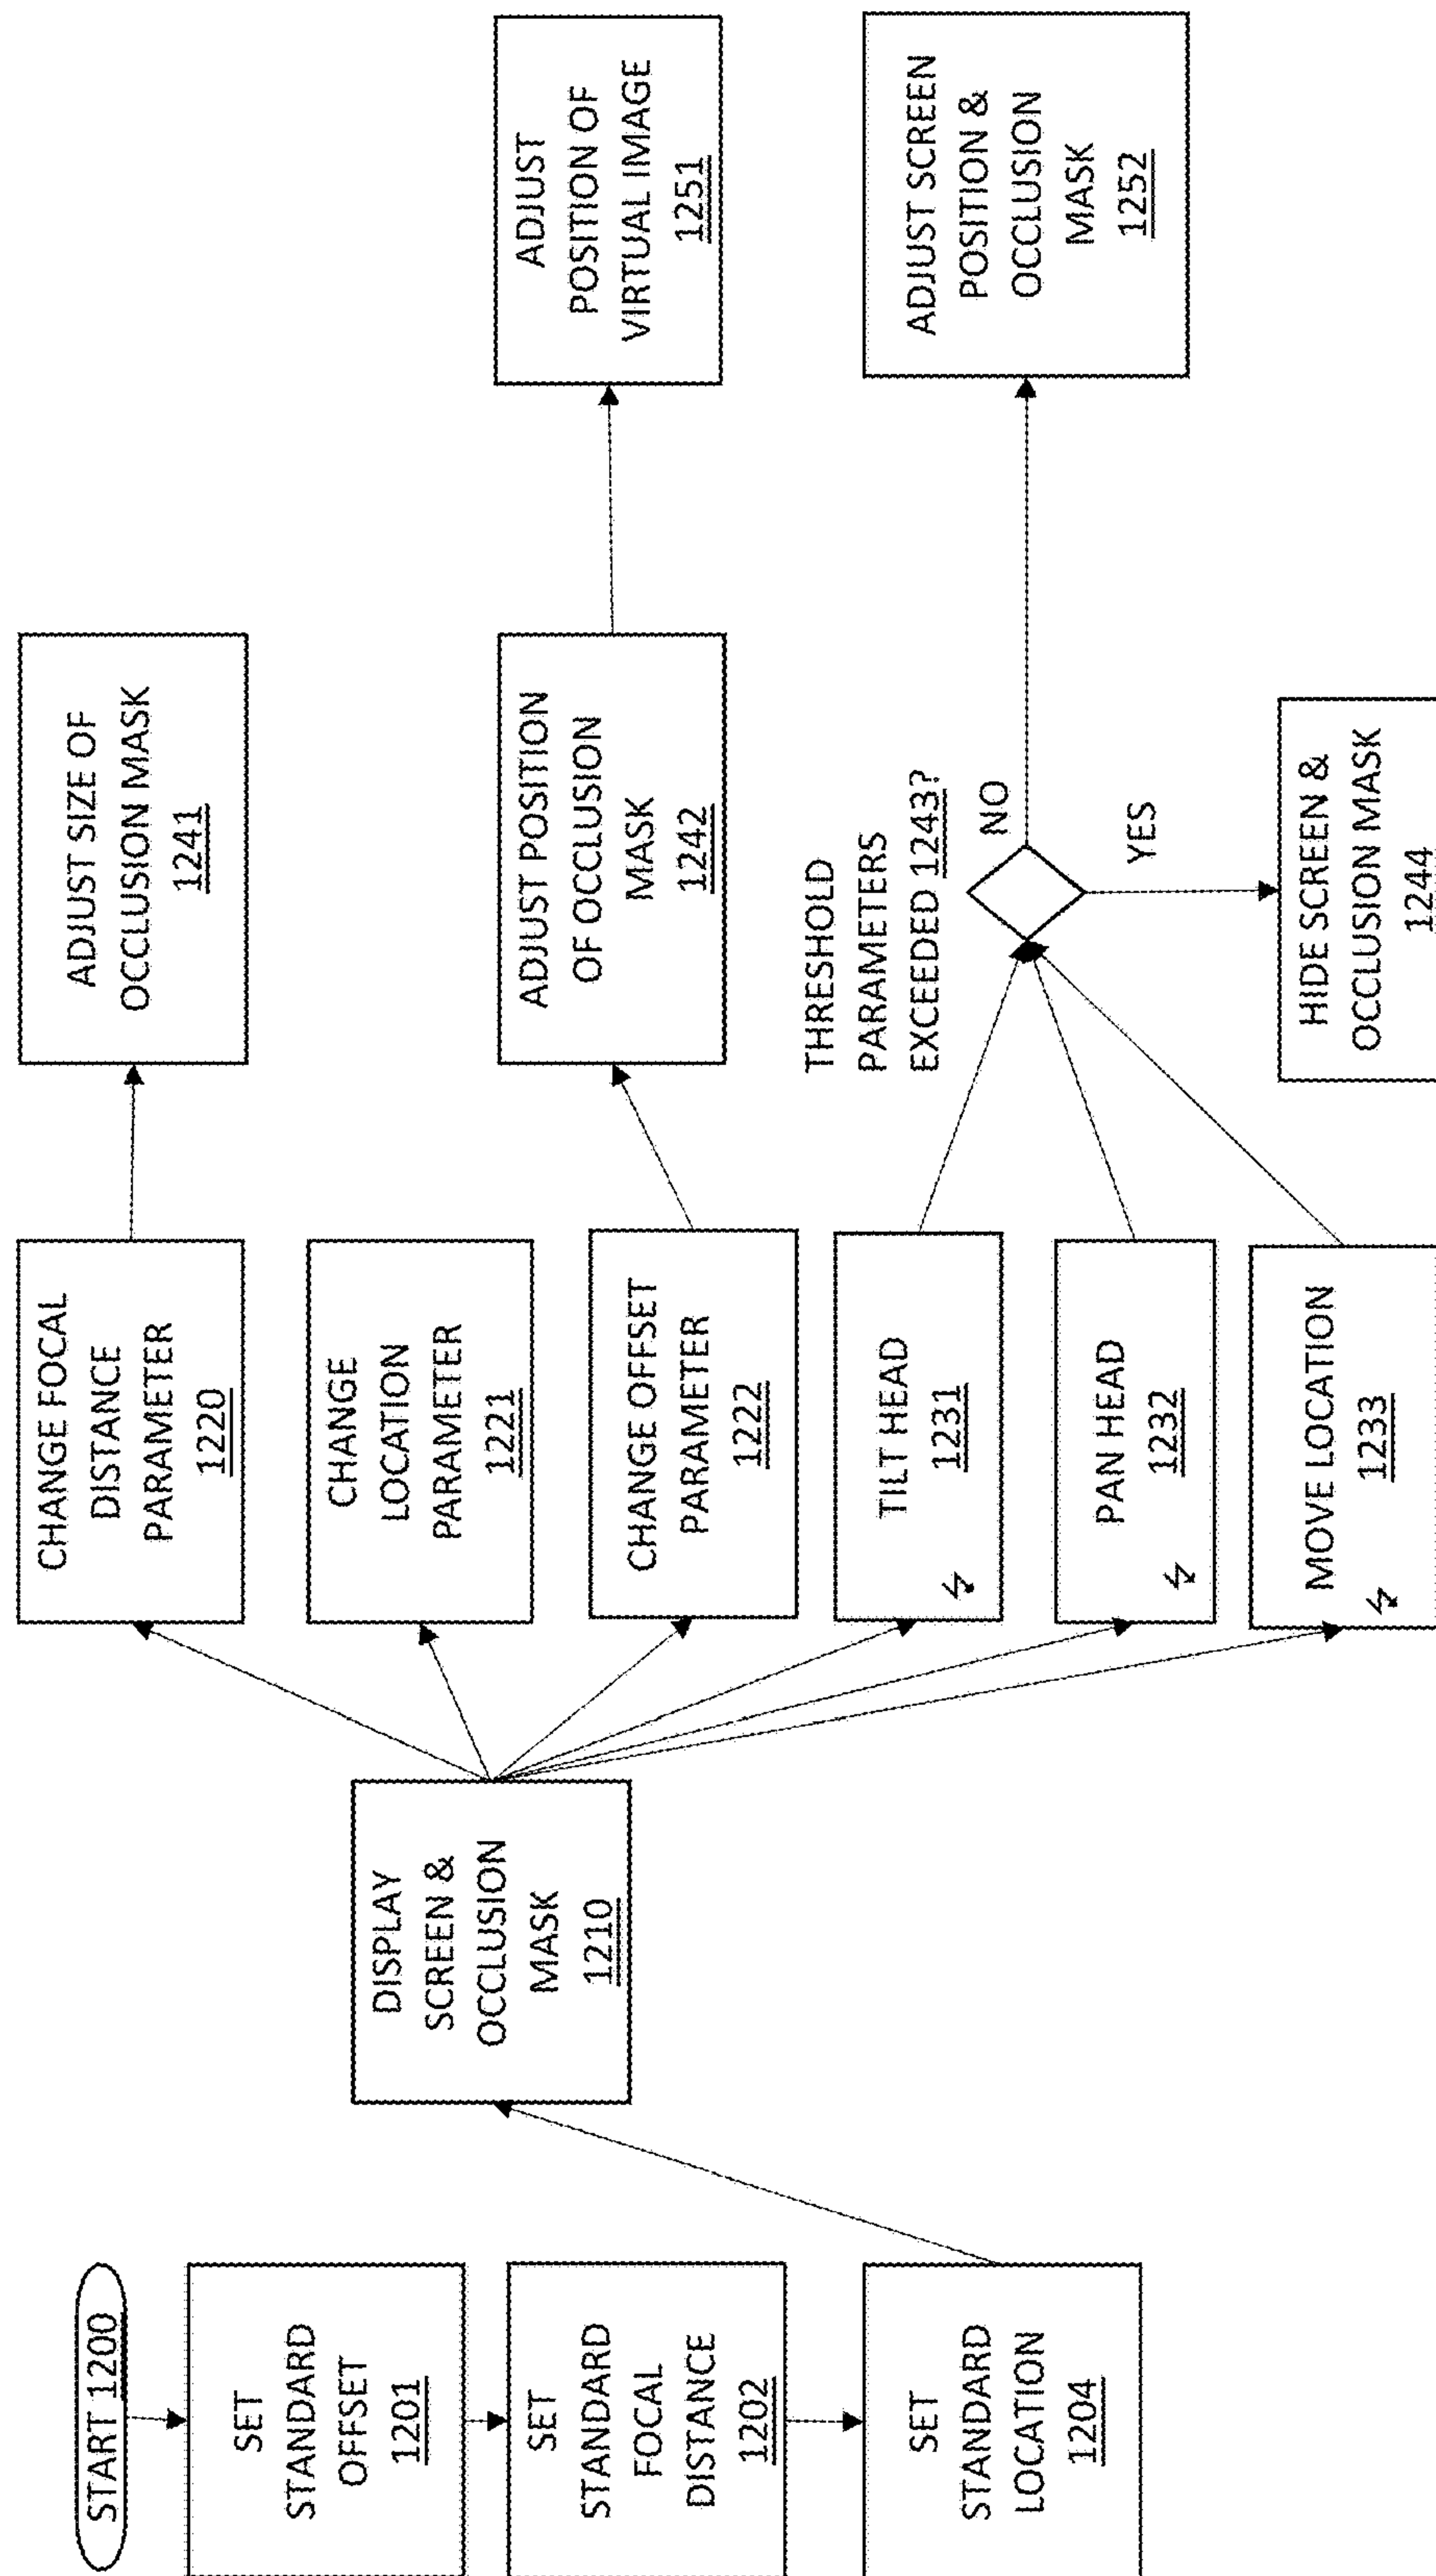 START 1200
SET
STANDARD
OFFSET
1201
SET
STANDARD
FOCAL
DISTANCE
1202
SET
STANDARD
LOCATION
1204
DISPLAY
SCREEN &
OCCLUSION
MASK
1210
CHANGE FOCAL
DISTANCE
PARAMETER
1220
CHANGE
LOCATION
PARAMETER
1221
CHANGE OFFSET
PARAMETER
1222
TILT HEAD
1231
PAN HEAD
1232
MOVE LOCATION
1233
ADJUST SIZE OF
OCCLUSION MASK
1241
ADJUST POSITION
OF OCCLUSION
MASK
1242
THRESHOLD
PARAMETERS
EXCEEDED 1243?
NO
YES
HIDE SCREEN &
OCCLUSION MASK
1244
ADJUST
POSITION OF
VIRTUAL IMAGE
1251
ADJUST SCREEN
POSITION &
OCCLUSION
MASK
1252